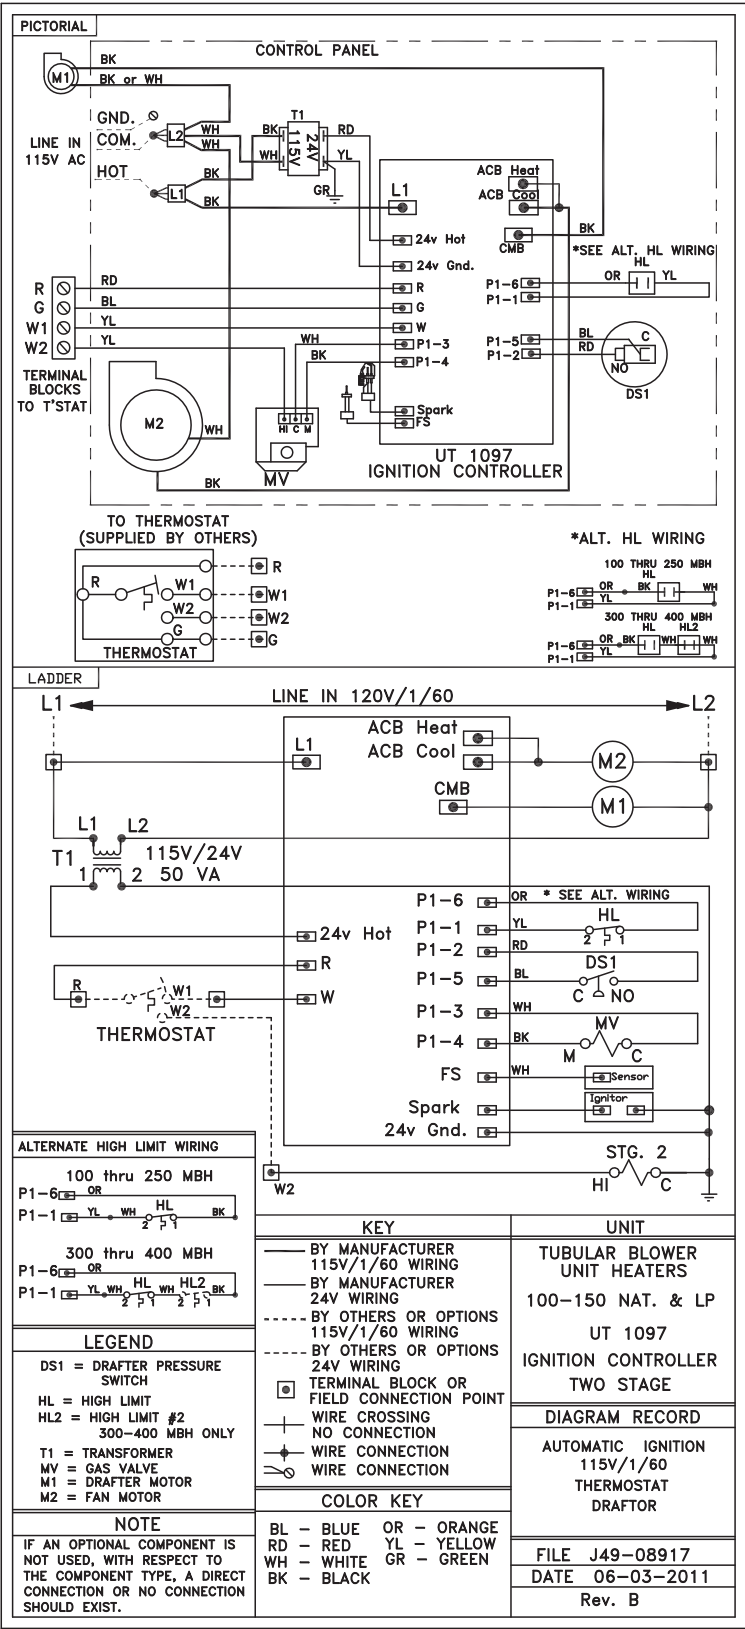 PICTORIAL
CONTROL PANEL
M1
BK
BK or WH
GND.
COM.
LINE IN
115V AC
HOT
L2
WH
WH
WH
L1
BK
BK
T1
BK
WH
115V
24V
RD
YL
GR
L1
ACB Heat
ACB Cool
CMB
BK
24v Hot
24v Gnd.
*SEE ALT. HL WIRING
HL
OR
YL
P1-6
P1-1
R
G
W1
W2
TERMINAL
BLOCKS
TO T'STAT
RD
BL
YL
YL
R
G
W
P1-3
P1-4
WH
BK
P1-5
P1-2
BL
RD
C
NO
DS1
Spark
FS
M2
WH
BK
HI C M
MV
UT 1097
IGNITION CONTROLLER
TO THERMOSTAT
(SUPPLIED BY OTHERS)
R
W1
W2
G
THERMOSTAT
R
W1
W2
G
*ALT. HL WIRING
100 THRU 250 MBH
HL
P1-6
OR
BK
WH
P1-1
YL
300 THRU 400 MBH
HL
HL2
P1-6
OR
BK
WH
WH
P1-1
YL
LADDER
L1
LINE IN 120V/1/60
L2
L1
ACB Heat
ACB Cool
M2
CMB
M1
L1
L2
T1
115V/24V
50 VA
1
2
P1-6
OR
* SEE ALT. WIRING
P1-1
YL
HL
2
1
24v Hot
P1-2
RD
R
DS1
P1-5
BL
C
NO
R
W1
W2
W
THERMOSTAT
P1-3
WH
MV
P1-4
BK
M
C
FS
WH
Sensor
Spark
Ignitor
24v Gnd.
STG. 2
HI
C
W2
ALTERNATE HIGH LIMIT WIRING
100 thru 250 MBH
P1-6
OR
P1-1
YL
WH
HL
2
1
BK
300 thru 400 MBH
P1-6
OR
P1-1
YL
WH
HL
2
1
WH
HL2
2
1
BK
LEGEND
DS1 = DRAFTER PRESSURE
SWITCH
HL = HIGH LIMIT
HL2 = HIGH LIMIT #2
300-400 MBH ONLY
T1 = TRANSFORMER
MV = GAS VALVE
M1 = DRAFTER MOTOR
M2 = FAN MOTOR
NOTE
IF AN OPTIONAL COMPONENT IS
NOT USED, WITH RESPECT TO
THE COMPONENT TYPE, A DIRECT
CONNECTION OR NO CONNECTION
SHOULD EXIST.
KEY
BY MANUFACTURER
115V/1/60 WIRING
BY MANUFACTURER
24V WIRING
BY OTHERS OR OPTIONS
115V/1/60 WIRING
BY OTHERS OR OPTIONS
24V WIRING
TERMINAL BLOCK OR
FIELD CONNECTION POINT
WIRE CROSSING
NO CONNECTION
WIRE CONNECTION
WIRE CONNECTION
COLOR KEY
BL - BLUE
OR - ORANGE
RD - RED
YL - YELLOW
WH - WHITE
GR - GREEN
BK - BLACK
UNIT
TUBULAR BLOWER
UNIT HEATERS
100-150 NAT. & LP
UT 1097
IGNITION CONTROLLER
TWO STAGE
DIAGRAM RECORD
AUTOMATIC IGNITION
115V/1/60
THERMOSTAT
DRAFTOR
FILE J49-08917
DATE 06-03-2011
Rev. B